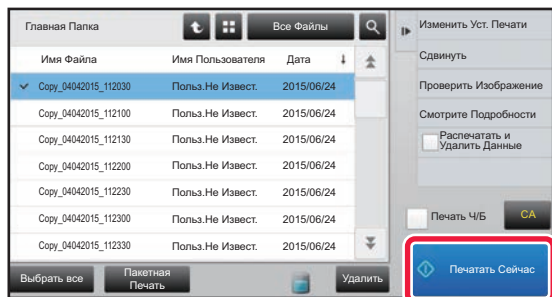 Главная Папка
Все Файлы
Имя Файла Имя Пользователя Дата
Copy_04042015_112030 Польз.Не Извест. 2015/06/24
Copy_04042015_112100 Польз.Не Извест. 2015/06/24
Copy_04042015_112130 Польз.Не Извест. 2015/06/24
Copy_04042015_112200 Польз.Не Извест. 2015/06/24
Copy_04042015_112230 Польз.Не Извест. 2015/06/24
Copy_04042015_112300 Польз.Не Извест. 2015/06/24
Copy_04042015_112330 Польз.Не Извест. 2015/06/24
Выбрать все
Пакетная
Печать
Удалить
Изменить Уст. Печати
Сдвинуть
Проверить Изображение
Смотрите Подробности
Распечатать и
Удалить Данные
Печать Ч/Б
CA
Печатать Сейчас